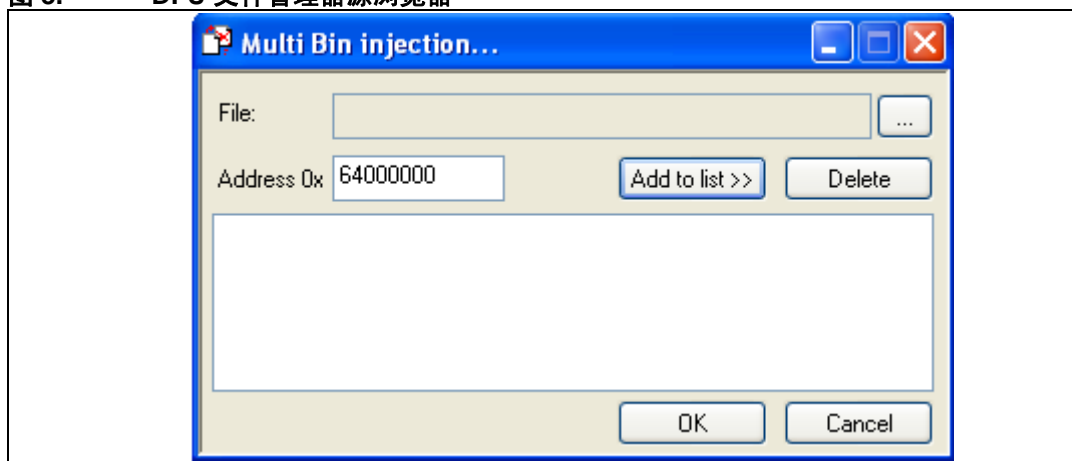 Multi Bin injection...
File:
...
Address 0x 64000000
Add to list >>
Delete
OK
Cancel